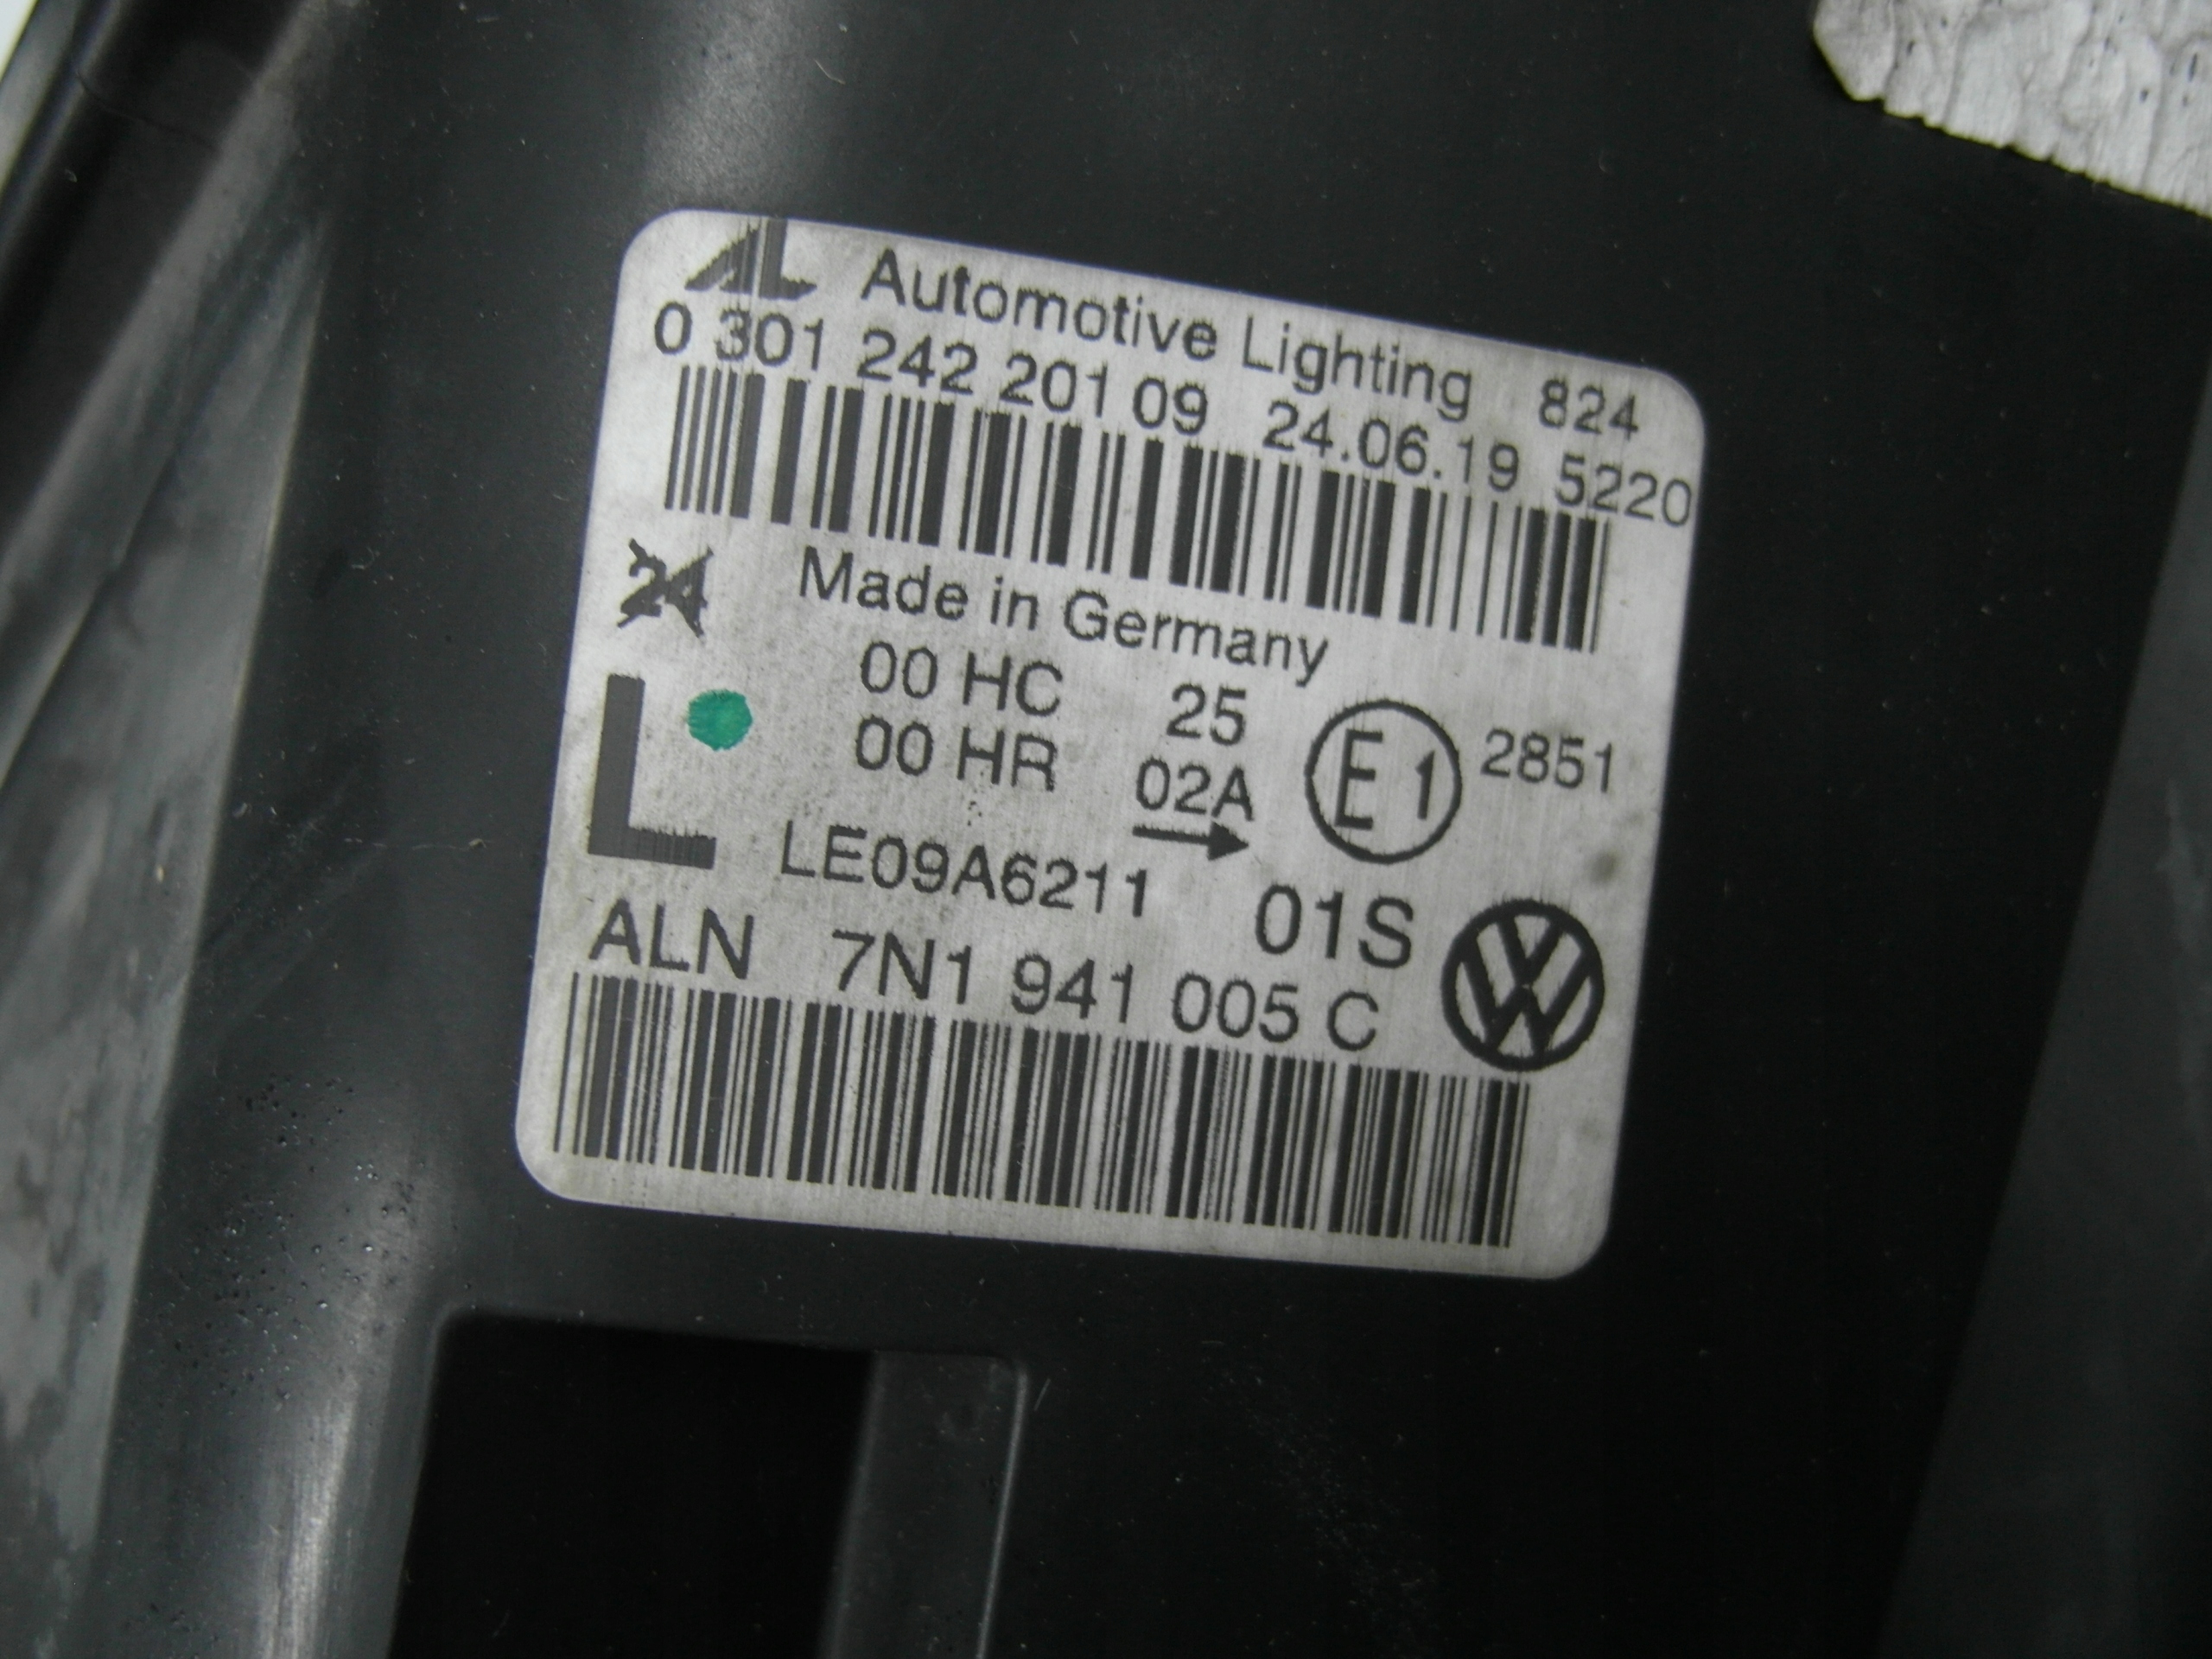 AL Automotive Lighting 824
0 301 242 201 09 24.06.19 5220
24 Made in Germany
00 HC 25
00 HR 02A E1 2851
L
LE09A6211 01S
ALN 7N1 941 005 C